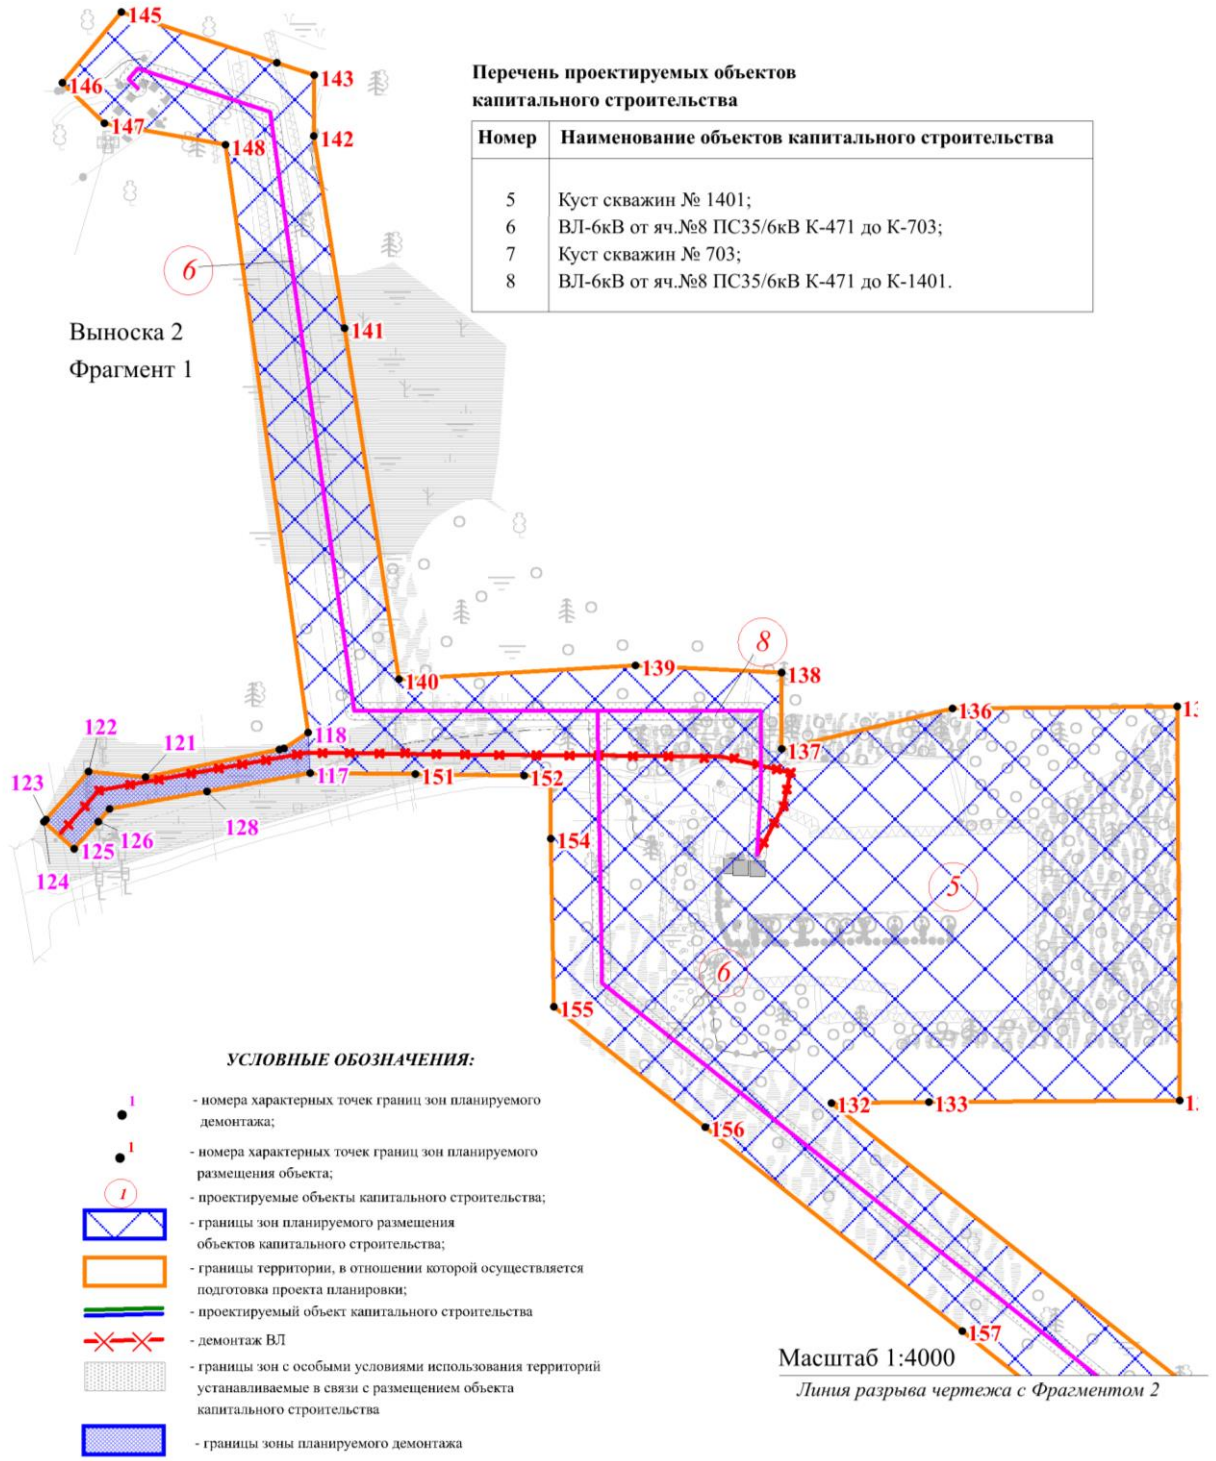 145
146
143
147
148
142
Перечень проектируемых объектов
капитального строительства
Номер Наименование объектов капитального строительства
5 Куст скважин № 1401;
6 ВЛ-6кВ от яч.№8 ПС35/6кВ К-471 до К-703;
7 Куст скважин № 703;
8 ВЛ-6кВ от яч.№8 ПС35/6кВ К-471 до К-1401.
6
141
Выноска 2
Фрагмент 1
8
139
138
140
136
118
137
122
121
117
151
152
123
128
126
125
124
154
5
6
155
132
133
156
157
УСЛОВНЫЕ ОБОЗНАЧЕНИЯ:
1 - номера характерных точек границ зон планируемого
демонтажа;
1 - номера характерных точек границ зон планируемого
размещения объекта;
1 - проектируемые объекты капитального строительства;
- границы зон планируемого размещения
объектов капитального строительства;
- границы территории, в отношении которой осуществляется
подготовка проекта планировки;
- проектируемый объект капитального строительства
- демонтаж ВЛ
- границы зон с особыми условиями использования территорий
устанавливаемые в связи с размещением объекта
капитального строительства
- границы зоны планируемого демонтажа
Масштаб 1:4000
Линия разрыва чертежа с Фрагментом 2